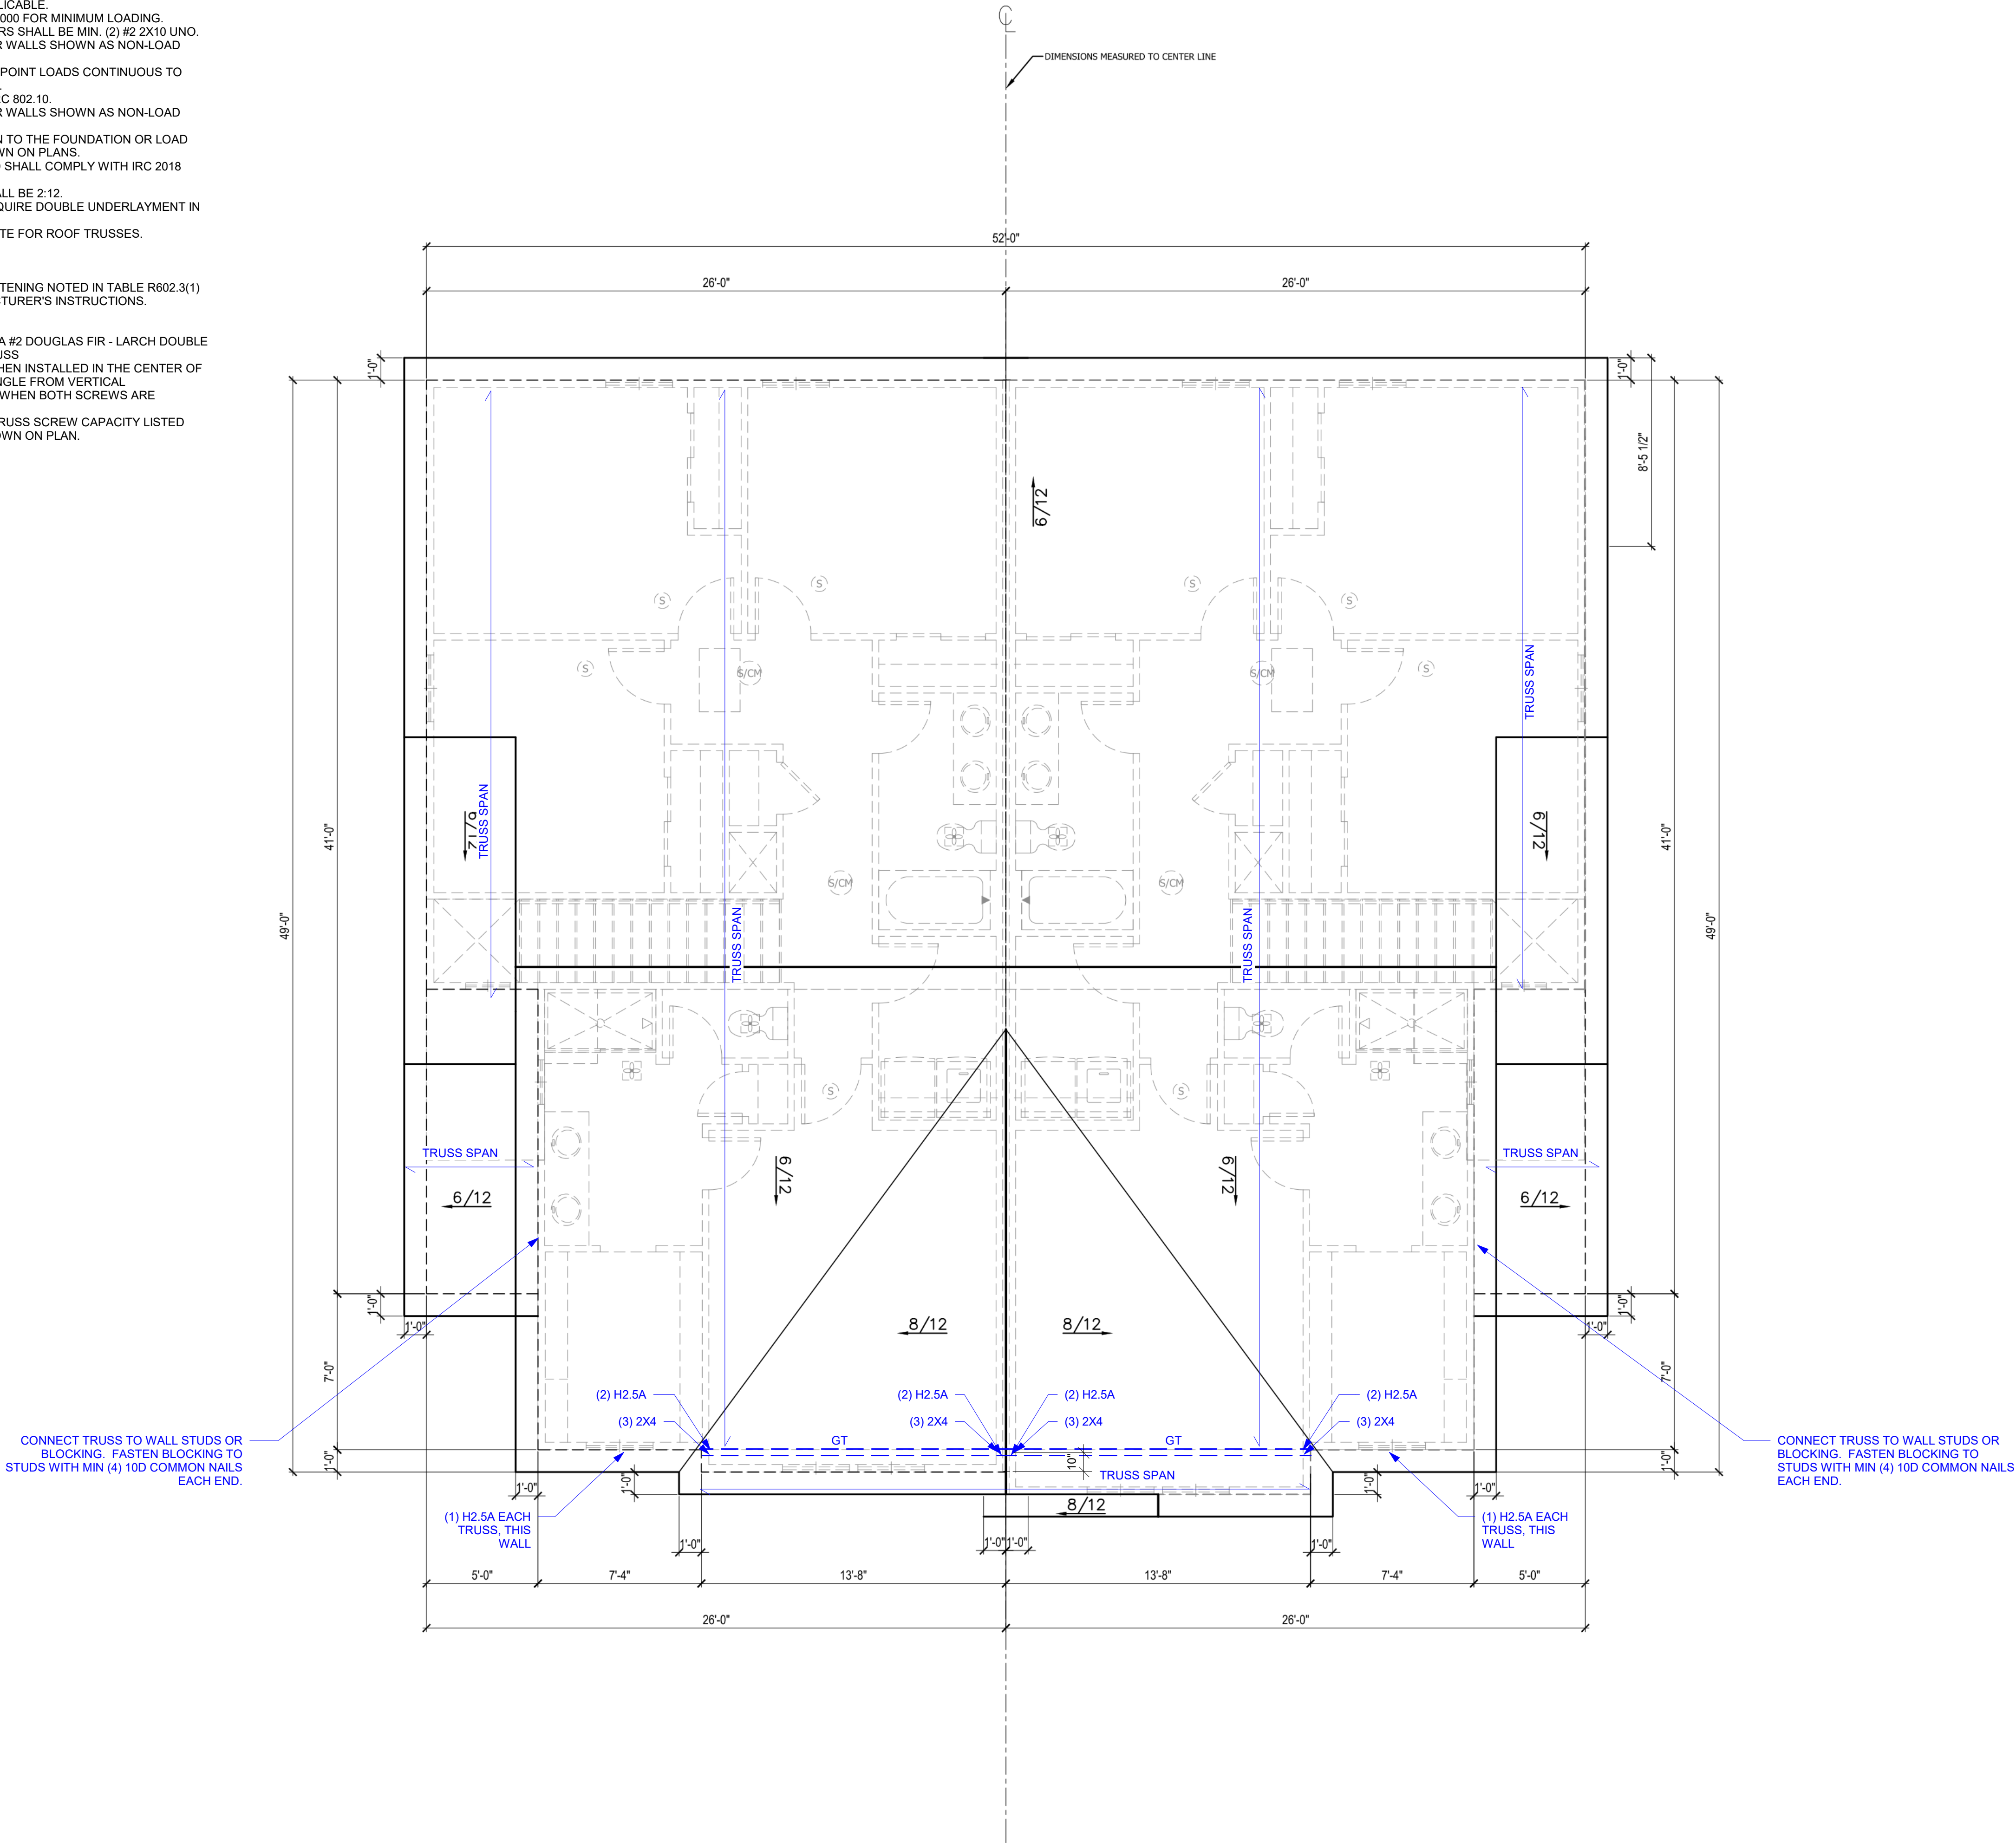 LICABLE.
000 FOR MINIMUM LOADING.
RS SHALL BE MIN. (2) #2 2X10 UNO.
R WALLS SHOWN AS NON-LOAD
POINT LOADS CONTINUOUS TO
C 802.10.
R WALLS SHOWN AS NON-LOAD
N TO THE FOUNDATION OR LOAD
WN ON PLANS.
SHALL COMPLY WITH IRC 2018
ALL BE 2:12.
QUIRE DOUBLE UNDERLAYMENT IN
TE FOR ROOF TRUSSES.
TENING NOTED IN TABLE R602.3(1)
CTURER'S INSTRUCTIONS.
A #2 DOUGLAS FIR - LARCH DOUBLE
USS
HEN INSTALLED IN THE CENTER OF
NGLE FROM VERTICAL
WHEN BOTH SCREWS ARE
RUSS SCREW CAPACITY LISTED
OWN ON PLAN.
CL
DIMENSIONS MEASURED TO CENTER LINE
52'-0"
26'-0"
26'-0"
1'-0"
1'-0"
8'-5 1/2"
6/12
S
S
S
S
S
S/CM
S/CM
S
TRUSS SPAN
TRUSS SPAN
6/12
6/12
41'-0"
41'-0"
S/CM
S/CM
49'-0"
49'-0"
TRUSS SPAN
TRUSS SPAN
S
S
TRUSS SPAN
TRUSS SPAN
6/12
6/12
6/12
6/12
1'-0"
1'-0"
1'-0"
1'-0"
8/12
8/12
7'-0"
7'-0"
(2) H2.5A
(2) H2.5A
(2) H2.5A
(2) H2.5A
(3) 2X4
(3) 2X4
(3) 2X4
(3) 2X4
GT
GT
CONNECT TRUSS TO WALL STUDS OR
BLOCKING. FASTEN BLOCKING TO
STUDS WITH MIN (4) 10D COMMON NAILS
EACH END.
CONNECT TRUSS TO WALL STUDS OR
BLOCKING. FASTEN BLOCKING TO
STUDS WITH MIN (4) 10D COMMON NAILS
EACH END.
1'-0"
10"
1'-0"
TRUSS SPAN
1'-0"
1'-0"
1'-0"
1'-0"
8/12
(1) H2.5A EACH
TRUSS, THIS
WALL
(1) H2.5A EACH
TRUSS, THIS
WALL
1'-0"
1'-0"
1'-0"
1'-0"
5'-0"
7'-4"
13'-8"
13'-8"
7'-4"
5'-0"
26'-0"
26'-0"